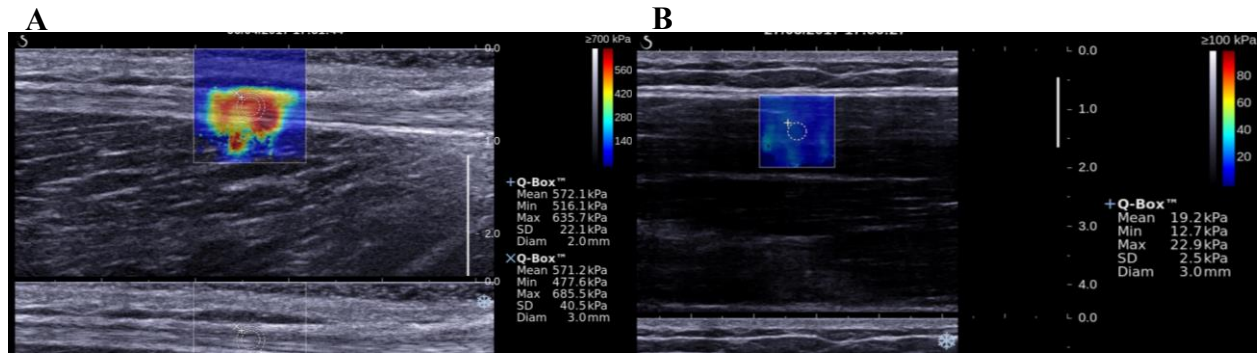 A
B
≥700 kPa
560
420
280
140
0.0
1.0
2.0
0.0
+Q-Box™
Mean 572.1kPa
Min 516.1kPa
Max 635.7kPa
SD 22.1kPa
Diam 2.0mm
×Q-Box™
Mean 571.2kPa
Min 477.6kPa
Max 685.5kPa
SD 40.5kPa
Diam 3.0mm
≥100 kPa
80
60
40
20
0.0
1.0
2.0
3.0
4.0
0.0
+Q-Box™
Mean 19.2kPa
Min 12.7kPa
Max 22.9kPa
SD 2.5kPa
Diam 3.0mm